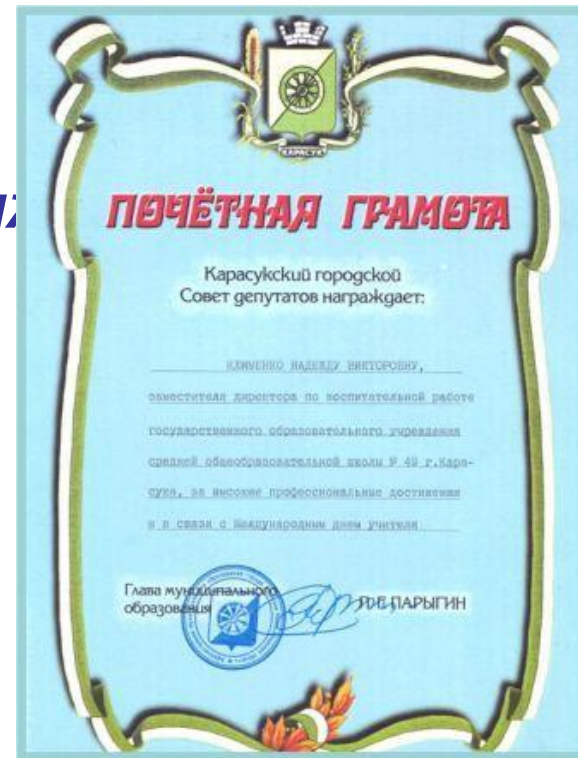 КАРАСУК
ПОЧЁТНАЯ ГРАМОТА
Карасукский городской
Совет депутатов награждает:
КЛИМЕНКО НАДЕЖДУ ВИКТОРОВНУ,
заместителя директора по воспитательной работе
государственного образовательного учреждения
средней общеобразовательной школы № 49 г.Кара-
сука, за высокие профессиональные достижения
и в связи с Международным днем учителя
Глава муниципального
образования
ПАРЫГИН